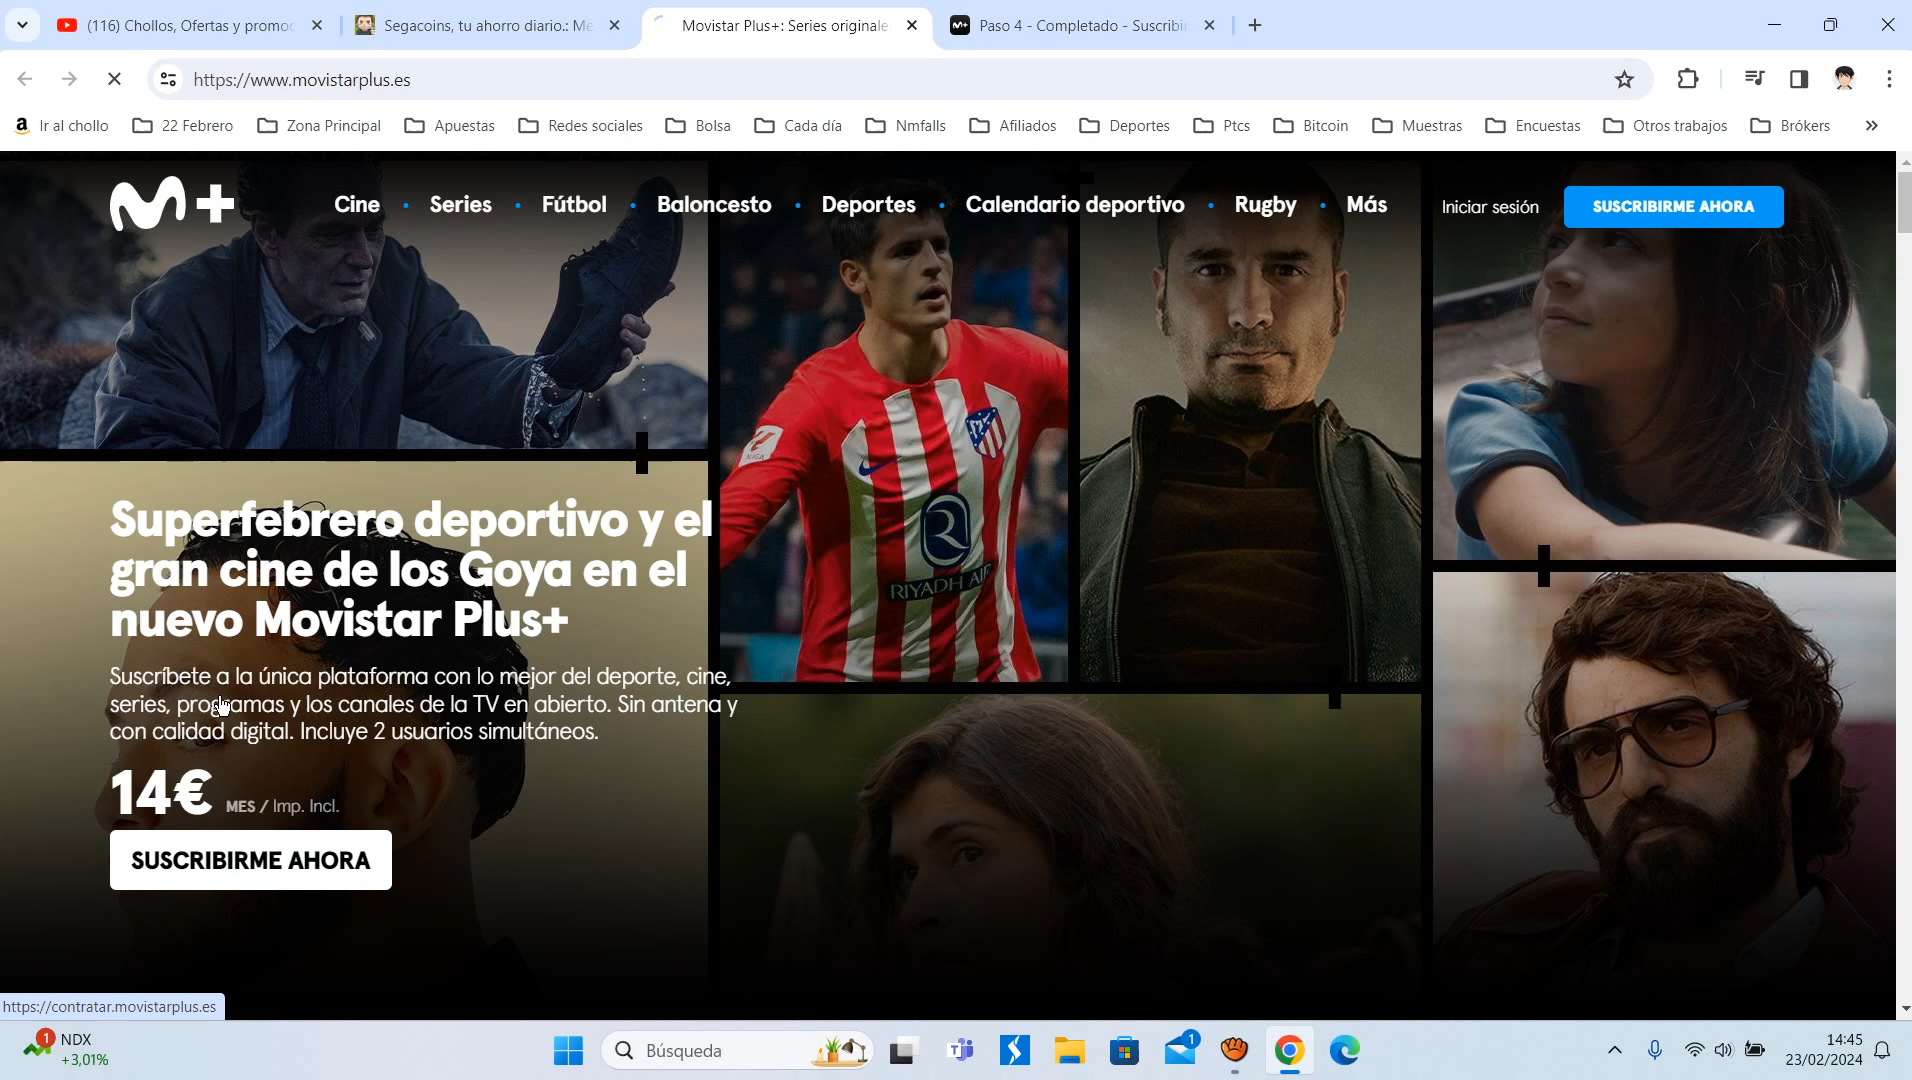 (116) Chollos, Ofertas y promoc
Segacoins, tu ahorro diario.: Me
Movistar Plus+: Series originale
Paso 4 - Completado - Suscribir
https://www.movistarplus.es
Ir al chollo
22 Febrero
Zona Principal
Apuestas
Redes sociales
Bolsa
Cada día
Nmfalls
Afiliados
Deportes
Ptcs
Bitcoin
Muestras
Encuestas
Otros trabajos
Brókers
Cine • Series • Fútbol • Baloncesto • Deportes • Calendario deportivo • Rugby • Más
Iniciar sesión
SUSCRIBIRME AHORA
Superfebrero deportivo y el
gran cine de los Goya en el
nuevo Movistar Plus+
Suscríbete a la única plataforma con lo mejor del deporte, cine,
series, programas y los canales de la TV en abierto. Sin antena y
con calidad digital. Incluye 2 usuarios simultáneos.
14€ MES / Imp. Incl.
SUSCRIBIRME AHORA
RIYADH AIR
https://contratar.movistarplus.es
1
NDX
+3,01%
Búsqueda
1
14:45
23/02/2024